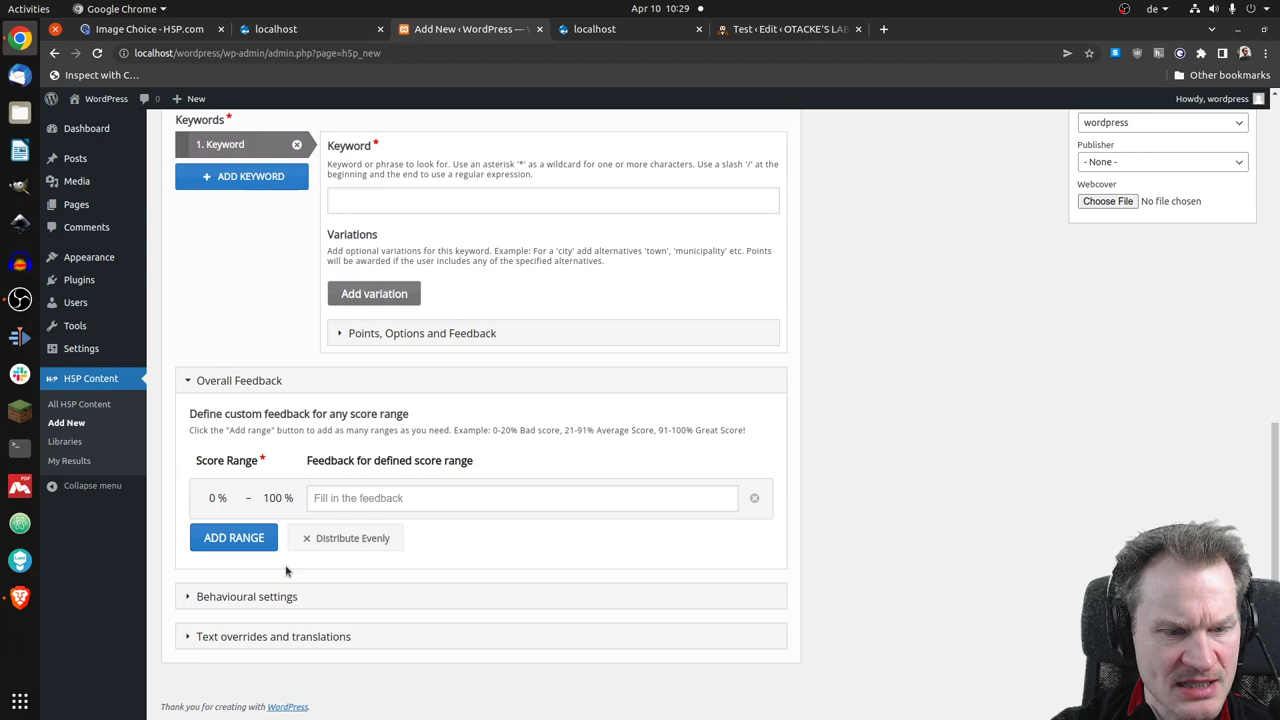 Activities
Google Chrome
Apr 10 10:29
de
Image Choice - H5P.com
localhost
Add New ‹ WordPress —
localhost
Test ‹ Edit ‹ OTACKE'S LAB
localhost/wordpress/wp-admin/admin.php?page=h5p_new
Inspect with C...
Other bookmarks
WordPress
0
New
Howdy, wordpress
Dashboard
Posts
Media
Pages
Comments
Appearance
Plugins
Users
Tools
Settings
H5P Content
All H5P Content
Add New
Libraries
My Results
Collapse menu
Keywords*
1. Keyword
+ ADD KEYWORD
Keyword*
Keyword or phrase to look for. Use an asterisk '*' as a wildcard for one or more characters. Use a slash '/' at the
beginning and the end to use a regular expression.
Variations
Add optional variations for this keyword. Example: For a 'city' add alternatives 'town', 'municipality' etc. Points
will be awarded if the user includes any of the specified alternatives.
Add variation
Points, Options and Feedback
Overall Feedback
Define custom feedback for any score range
Click the "Add range" button to add as many ranges as you need. Example: 0-20% Bad score, 21-91% Average Score, 91-100% Great Score!
Score Range*
Feedback for defined score range
0 % – 100 %
Fill in the feedback
ADD RANGE
Distribute Evenly
Behavioural settings
Text overrides and translations
Thank you for creating with WordPress.
wordpress
Publisher
- None -
Webcover
Choose File No file chosen